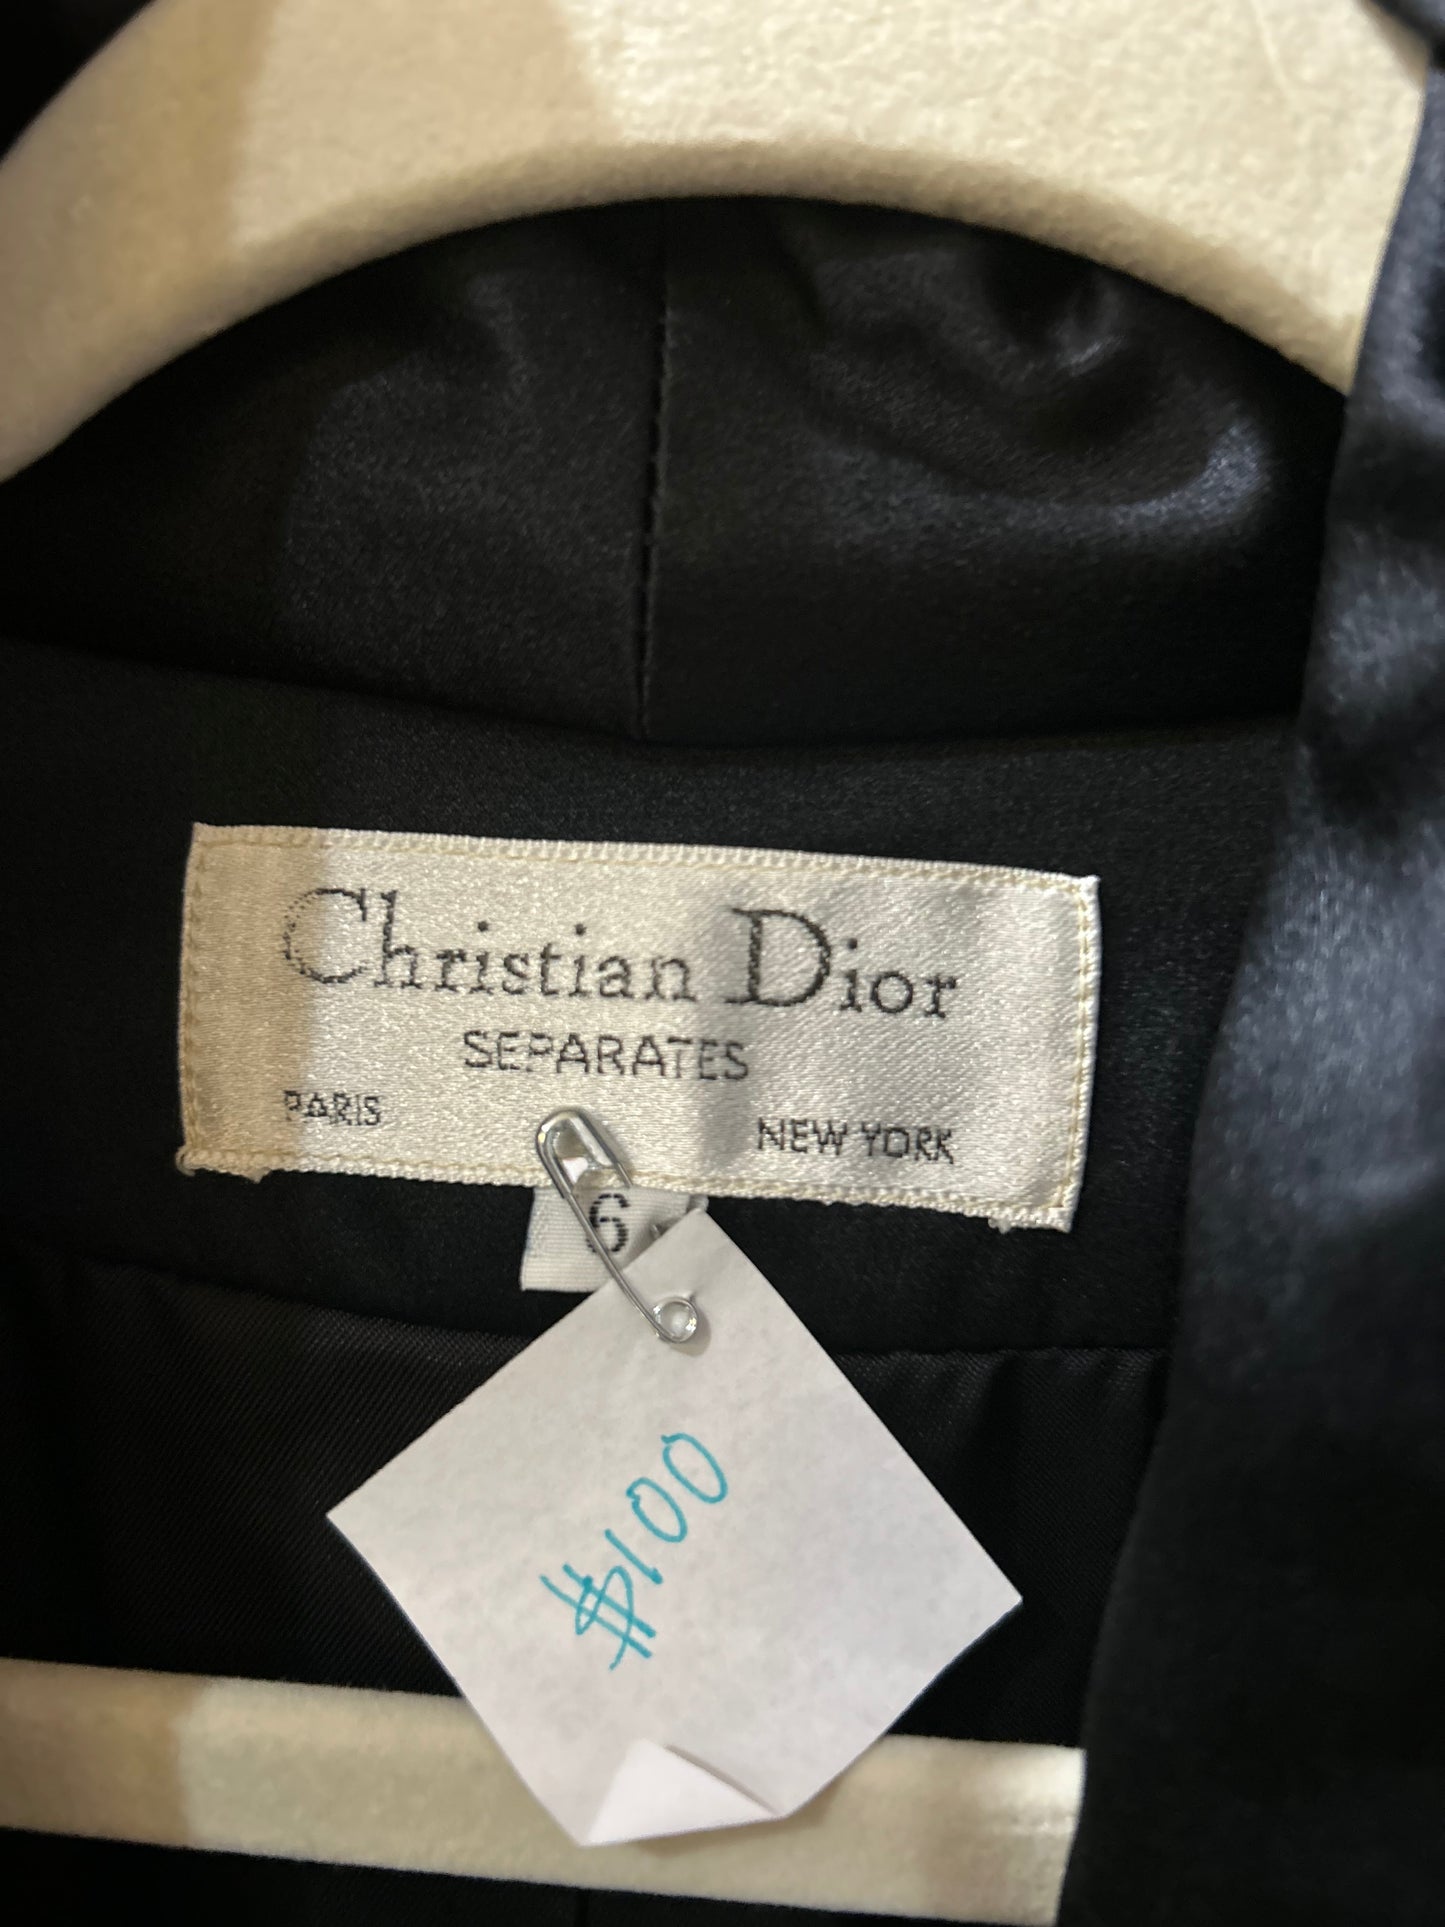 Christian Dior
SEPARATES
PARIS NEW YORK
6
$100